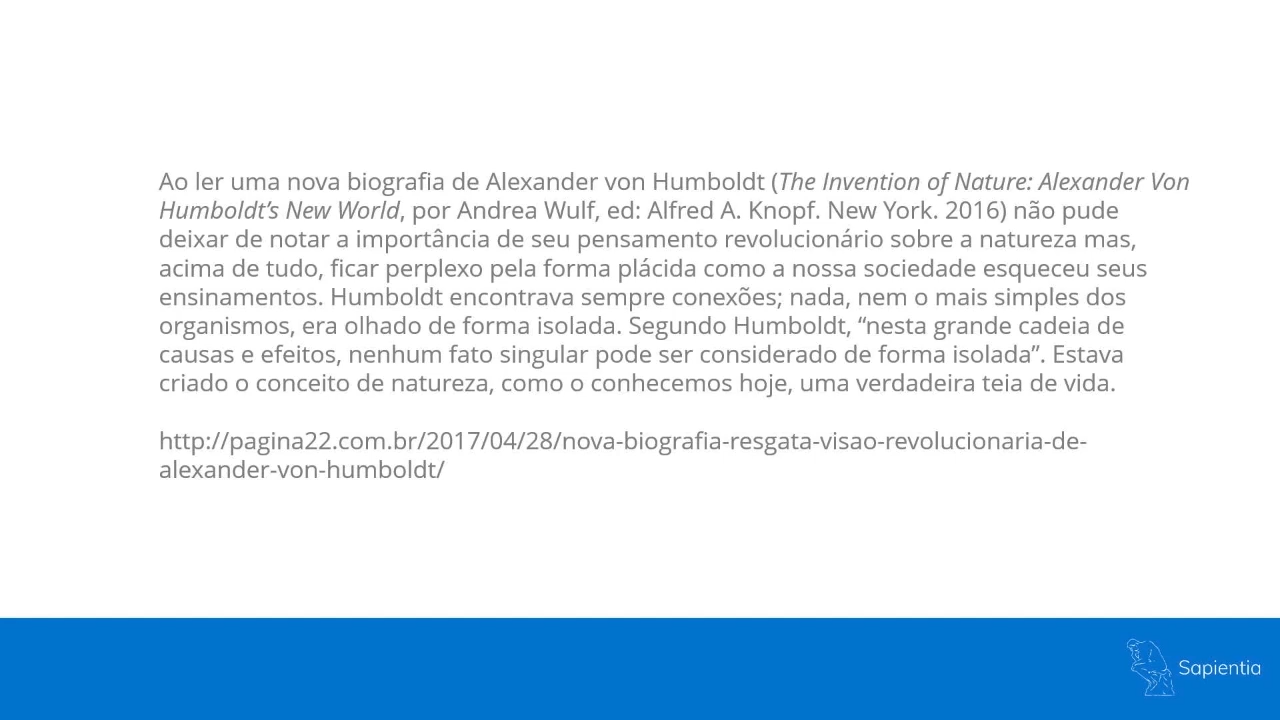 Ao ler uma nova biografia de Alexander von Humboldt (The Invention of Nature: Alexander Von
Humboldt’s New World, por Andrea Wulf, ed: Alfred A. Knopf. New York. 2016) não pude
deixar de notar a importância de seu pensamento revolucionário sobre a natureza mas,
acima de tudo, ficar perplexo pela forma plácida como a nossa sociedade esqueceu seus
ensinamentos. Humboldt encontrava sempre conexões; nada, nem o mais simples dos
organismos, era olhado de forma isolada. Segundo Humboldt, “nesta grande cadeia de
causas e efeitos, nenhum fato singular pode ser considerado de forma isolada”. Estava
criado o conceito de natureza, como o conhecemos hoje, uma verdadeira teia de vida.
http://pagina22.com.br/2017/04/28/nova-biografia-resgata-visao-revolucionaria-de-
alexander-von-humboldt/
Sapientia